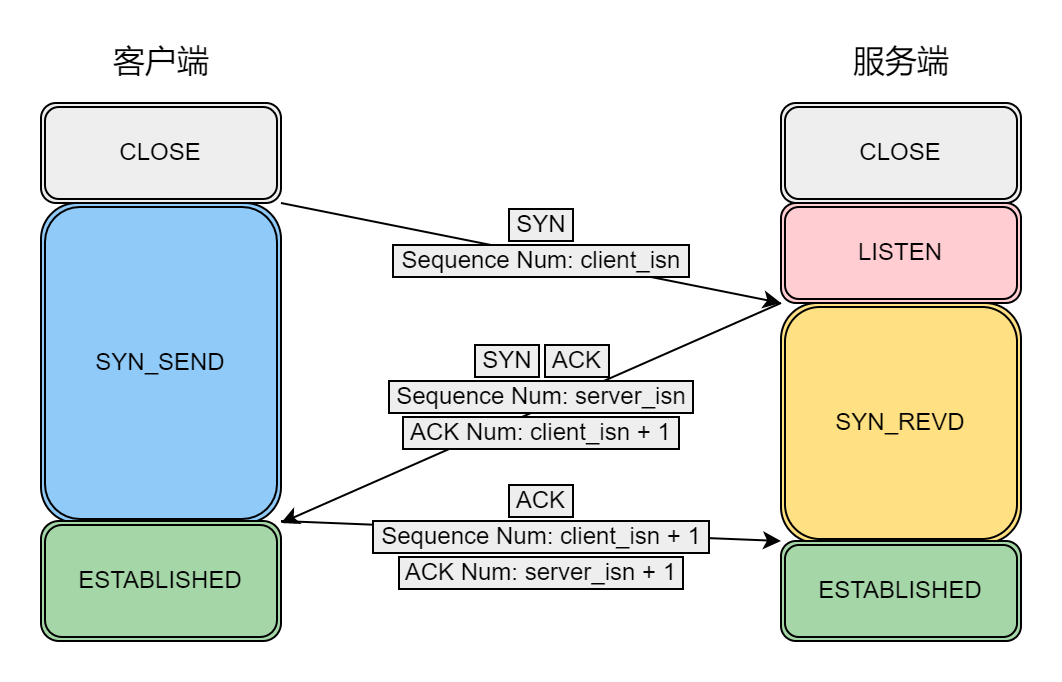 客户端
服务端
CLOSE
CLOSE
SYN
Sequence Num: client_isn
LISTEN
SYN_SEND
SYN ACK
Sequence Num: server_isn
ACK Num: client_isn + 1
SYN_REVD
ACK
Sequence Num: client_isn + 1
ACK Num: server_isn + 1
ESTABLISHED
ESTABLISHED